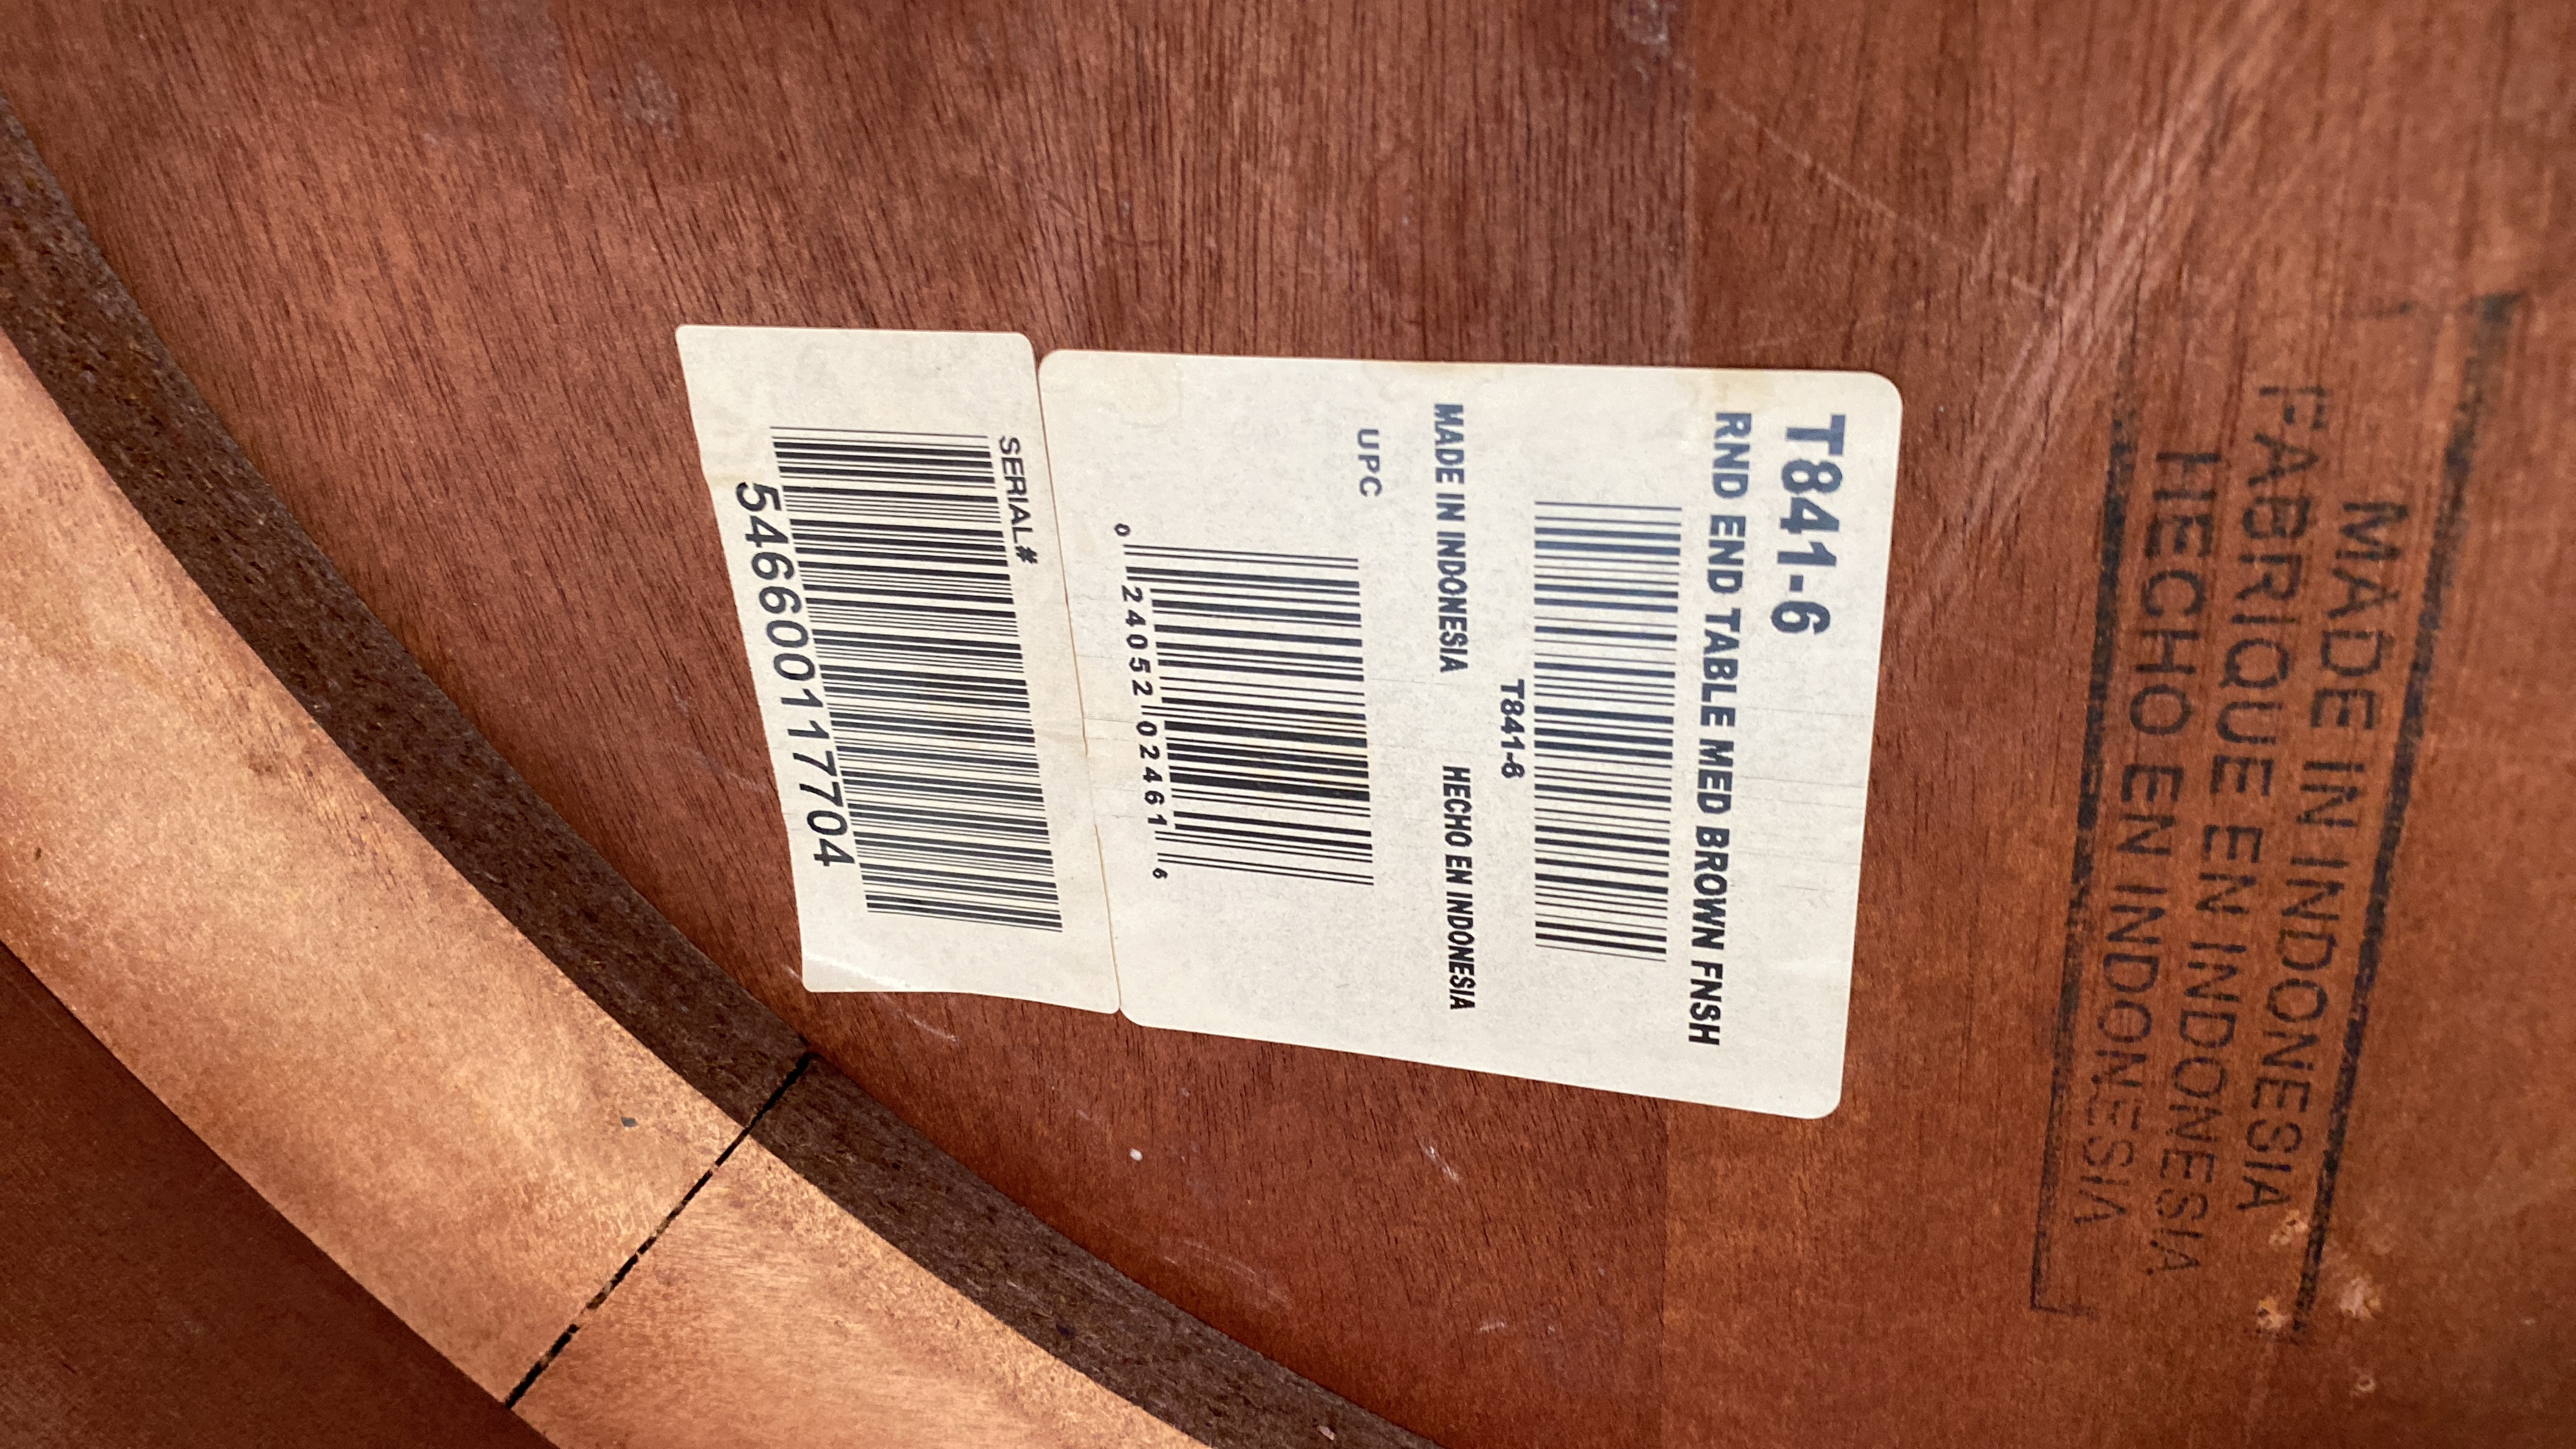 T841-6
RND END TABLE MED BROWN FNSH
T841-6
MADE IN INDONESIA HECHO EN INDONESIA
UPC
0 24052 02461 6
SERIAL#
546600117704
MADE IN INDONESIA
FABRIQUE EN INDONESIA
HECHO EN INDONESIA